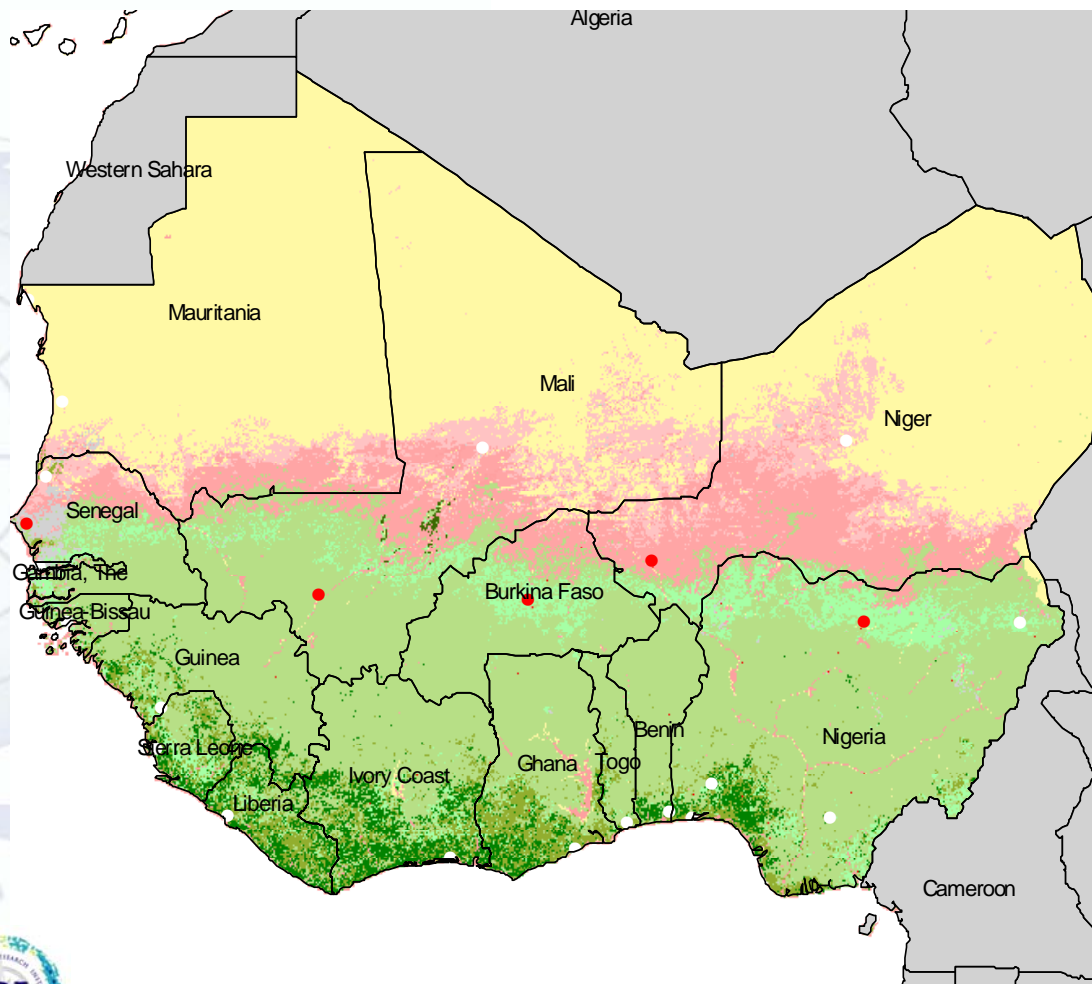 Algeria
Western Sahara
Mauritania
Mali
Niger
Senegal
Gambia, The
Burkina Faso
Guinea-Bissau
Guinea
Benin
Nigeria
Sierra Leone
Ivory Coast
Ghana
Togo
Liberia
Cameroon